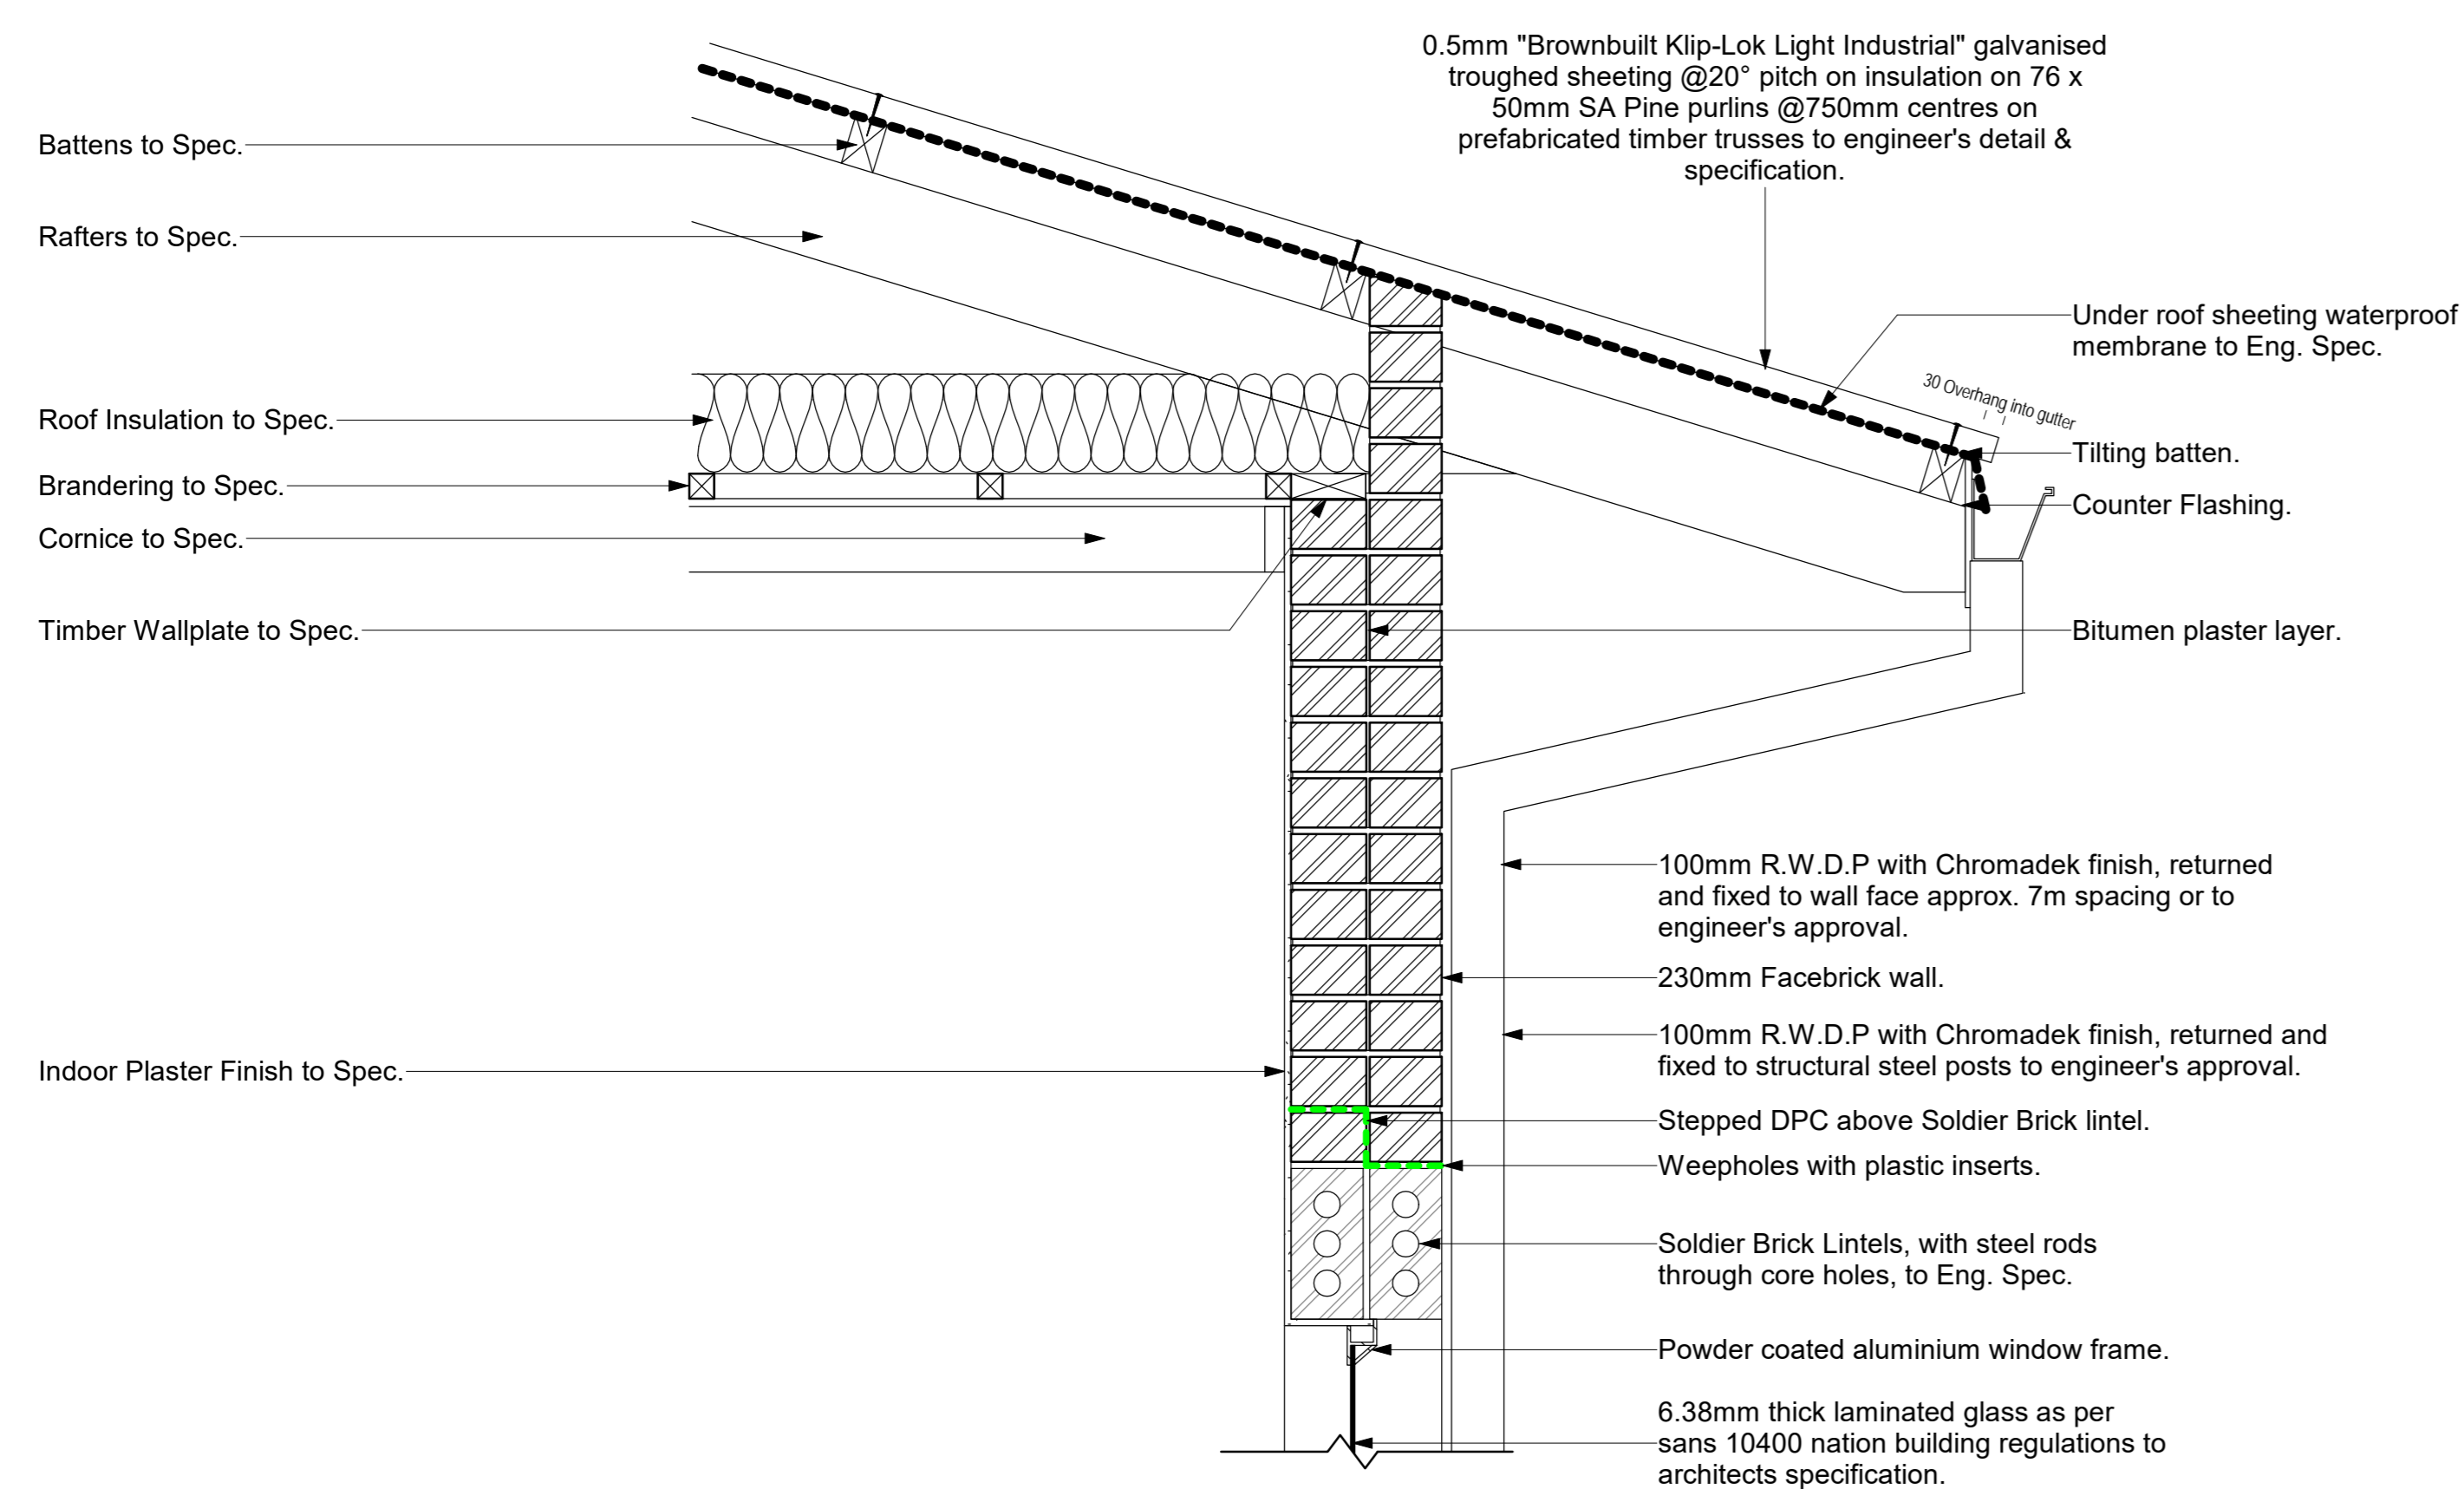 0.5mm "Brownbuilt Klip-Lok Light Industrial" galvanised
troughed sheeting @20° pitch on insulation on 76 x
50mm SA Pine purlins @750mm centres on
prefabricated timber trusses to engineer's detail &
specification.
Battens to Spec.
Rafters to Spec.
Roof Insulation to Spec.
Brandering to Spec.
Cornice to Spec.
Timber Wallplate to Spec.
Indoor Plaster Finish to Spec.
Under roof sheeting waterproof
membrane to Eng. Spec.
30 Overhang into gutter
Tilting batten.
Counter Flashing.
Bitumen plaster layer.
100mm R.W.D.P with Chromadek finish, returned
and fixed to wall face approx. 7m spacing or to
engineer's approval.
230mm Facebrick wall.
100mm R.W.D.P with Chromadek finish, returned and
fixed to structural steel posts to engineer's approval.
Stepped DPC above Soldier Brick lintel.
Weepholes with plastic inserts.
Soldier Brick Lintels, with steel rods
through core holes, to Eng. Spec.
Powder coated aluminium window frame.
6.38mm thick laminated glass as per
sans 10400 nation building regulations to
architects specification.